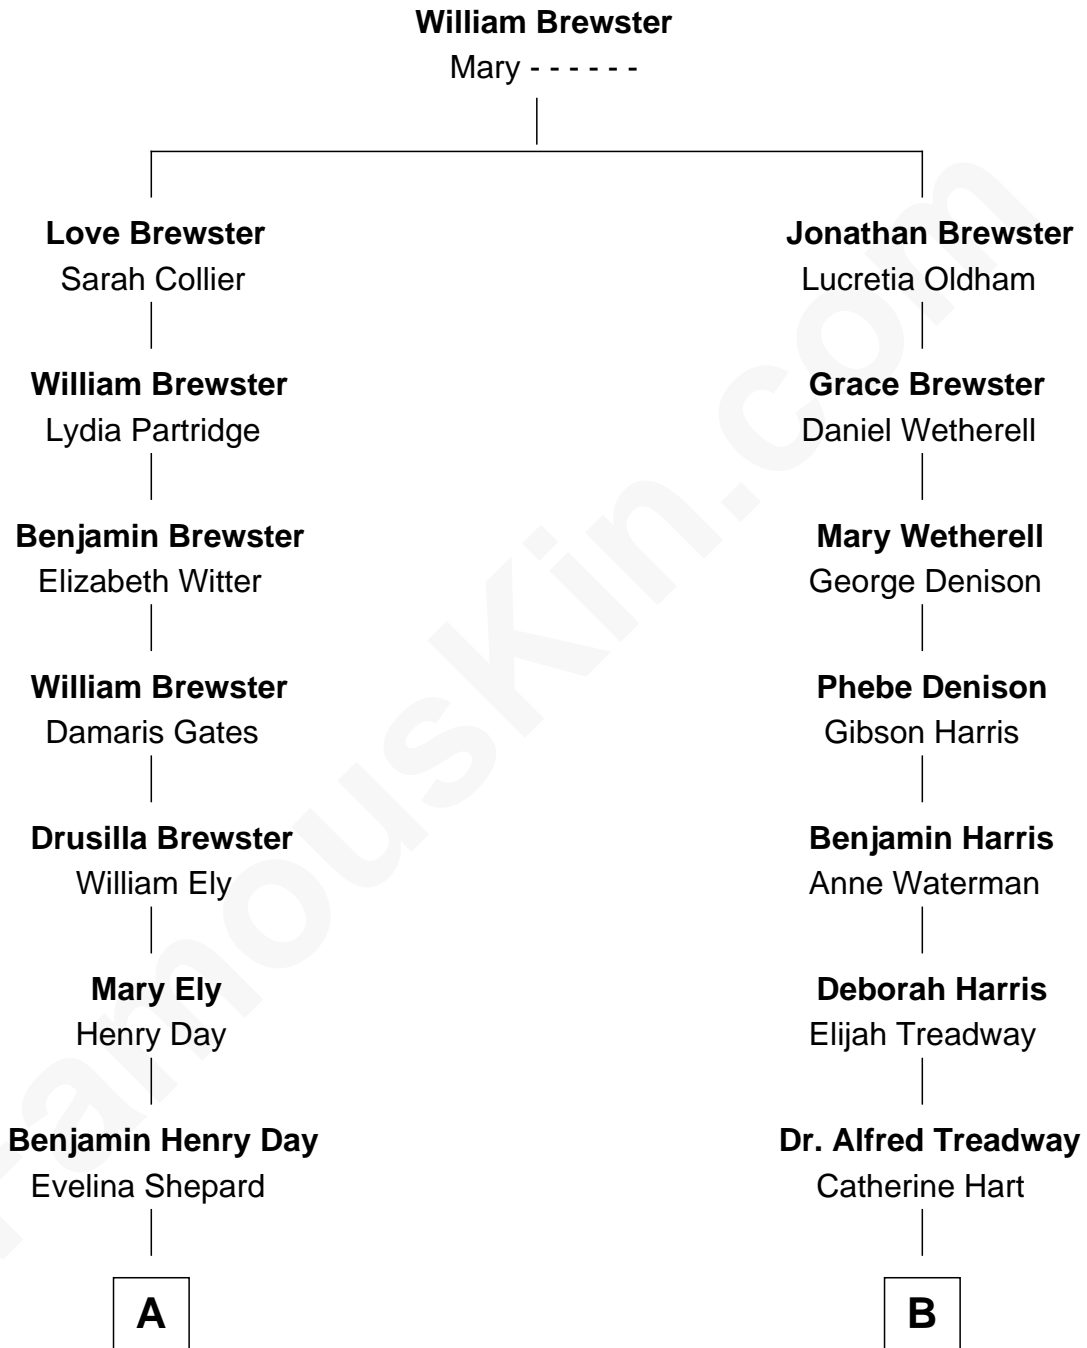 William Brewster
Mary - - - - - -
Love Brewster
Sarah Collier
Jonathan Brewster
Lucretia Oldham
William Brewster
Lydia Partridge
Grace Brewster
Daniel Wetherell
Benjamin Brewster
Elizabeth Witter
Mary Wetherell
George Denison
William Brewster
Damaris Gates
Phebe Denison
Gibson Harris
Drusilla Brewster
William Ely
Benjamin Harris
Anne Waterman
Mary Ely
Henry Day
Deborah Harris
Elijah Treadway
Benjamin Henry Day
Evelina Shepard
Dr. Alfred Treadway
Catherine Hart
A
B
FamousKin.com